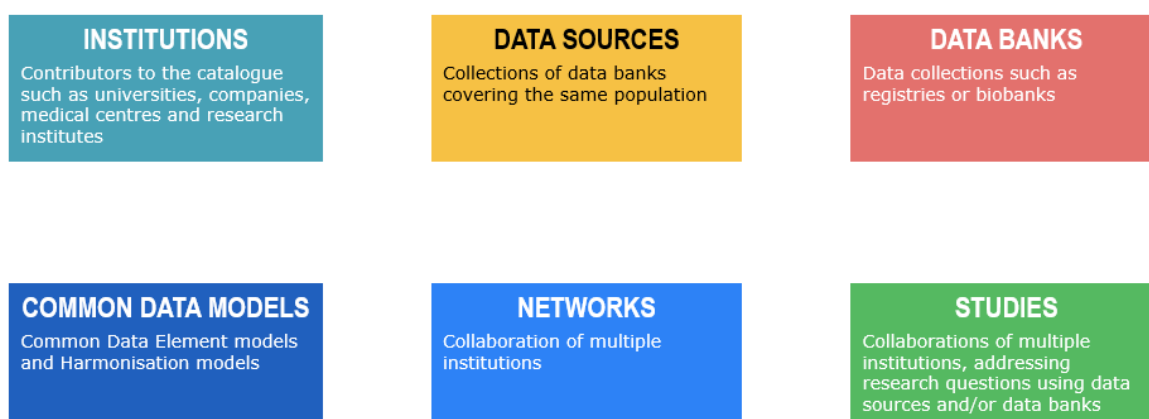 INSTITUTIONS
Contributors to the catalogue
such as universities, companies,
medical centres and research
institutes
DATA SOURCES
Collections of data banks
covering the same population
DATA BANKS
Data collections such as
registries or biobanks
COMMON DATA MODELS
Common Data Element models
and Harmonisation models
NETWORKS
Collaboration of multiple
institutions
STUDIES
Collaborations of multiple
institutions, addressing
research questions using data
sources and/or data banks